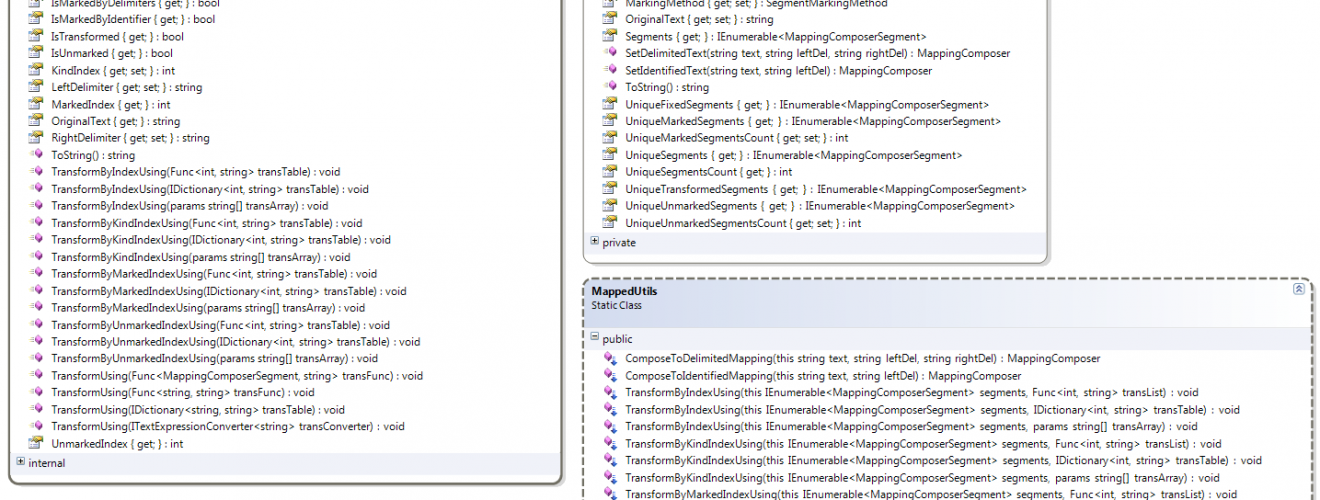 IsMarkedByDelimiters { get; } : bool
IsMarkedByIdentifier { get; } : bool
IsTransformed { get; } : bool
IsUnmarked { get; } : bool
KindIndex { get; set; } : int
LeftDelimiter { get; set; } : string
MarkedIndex { get; } : int
OriginalText { get; } : string
RightDelimiter { get; set; } : string
ToString() : string
TransformByIndexUsing(Func<int, string> transTable) : void
TransformByIndexUsing(IDictionary<int, string> transTable) : void
TransformByIndexUsing(params string[] transArray) : void
TransformByKindIndexUsing(Func<int, string> transTable) : void
TransformByKindIndexUsing(IDictionary<int, string> transTable) : void
TransformByKindIndexUsing(params string[] transArray) : void
TransformByMarkedIndexUsing(Func<int, string> transTable) : void
TransformByMarkedIndexUsing(IDictionary<int, string> transTable) : void
TransformByMarkedIndexUsing(params string[] transArray) : void
TransformByUnmarkedIndexUsing(Func<int, string> transTable) : void
TransformByUnmarkedIndexUsing(IDictionary<int, string> transTable) : void
TransformByUnmarkedIndexUsing(params string[] transArray) : void
TransformUsing(Func<MappingComposerSegment, string> transFunc) : void
TransformUsing(Func<string, string> transFunc) : void
TransformUsing(IDictionary<string, string> transTable) : void
TransformUsing(ITextExpressionConverter<string> transConverter) : void
UnmarkedIndex { get; } : int
internal
MarkingMethod { get; set; } : SegmentMarkingMethod
OriginalText { get; set; } : string
Segments { get; } : IEnumerable<MappingComposerSegment>
SetDelimitedText(string text, string leftDel, string rightDel) : MappingComposer
SetIdentifiedText(string text, string leftDel) : MappingComposer
ToString() : string
UniqueFixedSegments { get; } : IEnumerable<MappingComposerSegment>
UniqueMarkedSegments { get; } : IEnumerable<MappingComposerSegment>
UniqueMarkedSegmentsCount { get; set; } : int
UniqueSegments { get; } : IEnumerable<MappingComposerSegment>
UniqueSegmentsCount { get; } : int
UniqueTransformedSegments { get; } : IEnumerable<MappingComposerSegment>
UniqueUnmarkedSegments { get; } : IEnumerable<MappingComposerSegment>
UniqueUnmarkedSegmentsCount { get; set; } : int
private
MappedUtils
Static Class
public
ComposeToDelimitedMapping(this string text, string leftDel, string rightDel) : MappingComposer
ComposeToIdentifiedMapping(this string text, string leftDel) : MappingComposer
TransformByIndexUsing(this IEnumerable<MappingComposerSegment> segments, Func<int, string> transList) : void
TransformByIndexUsing(this IEnumerable<MappingComposerSegment> segments, IDictionary<int, string> transTable) : void
TransformByIndexUsing(this IEnumerable<MappingComposerSegment> segments, params string[] transArray) : void
TransformByKindIndexUsing(this IEnumerable<MappingComposerSegment> segments, Func<int, string> transList) : void
TransformByKindIndexUsing(this IEnumerable<MappingComposerSegment> segments, IDictionary<int, string> transTable) : void
TransformByKindIndexUsing(this IEnumerable<MappingComposerSegment> segments, params string[] transArray) : void
TransformByMarkedIndexUsing(this IEnumerable<MappingComposerSegment> segments, Func<int, string> transList) : void